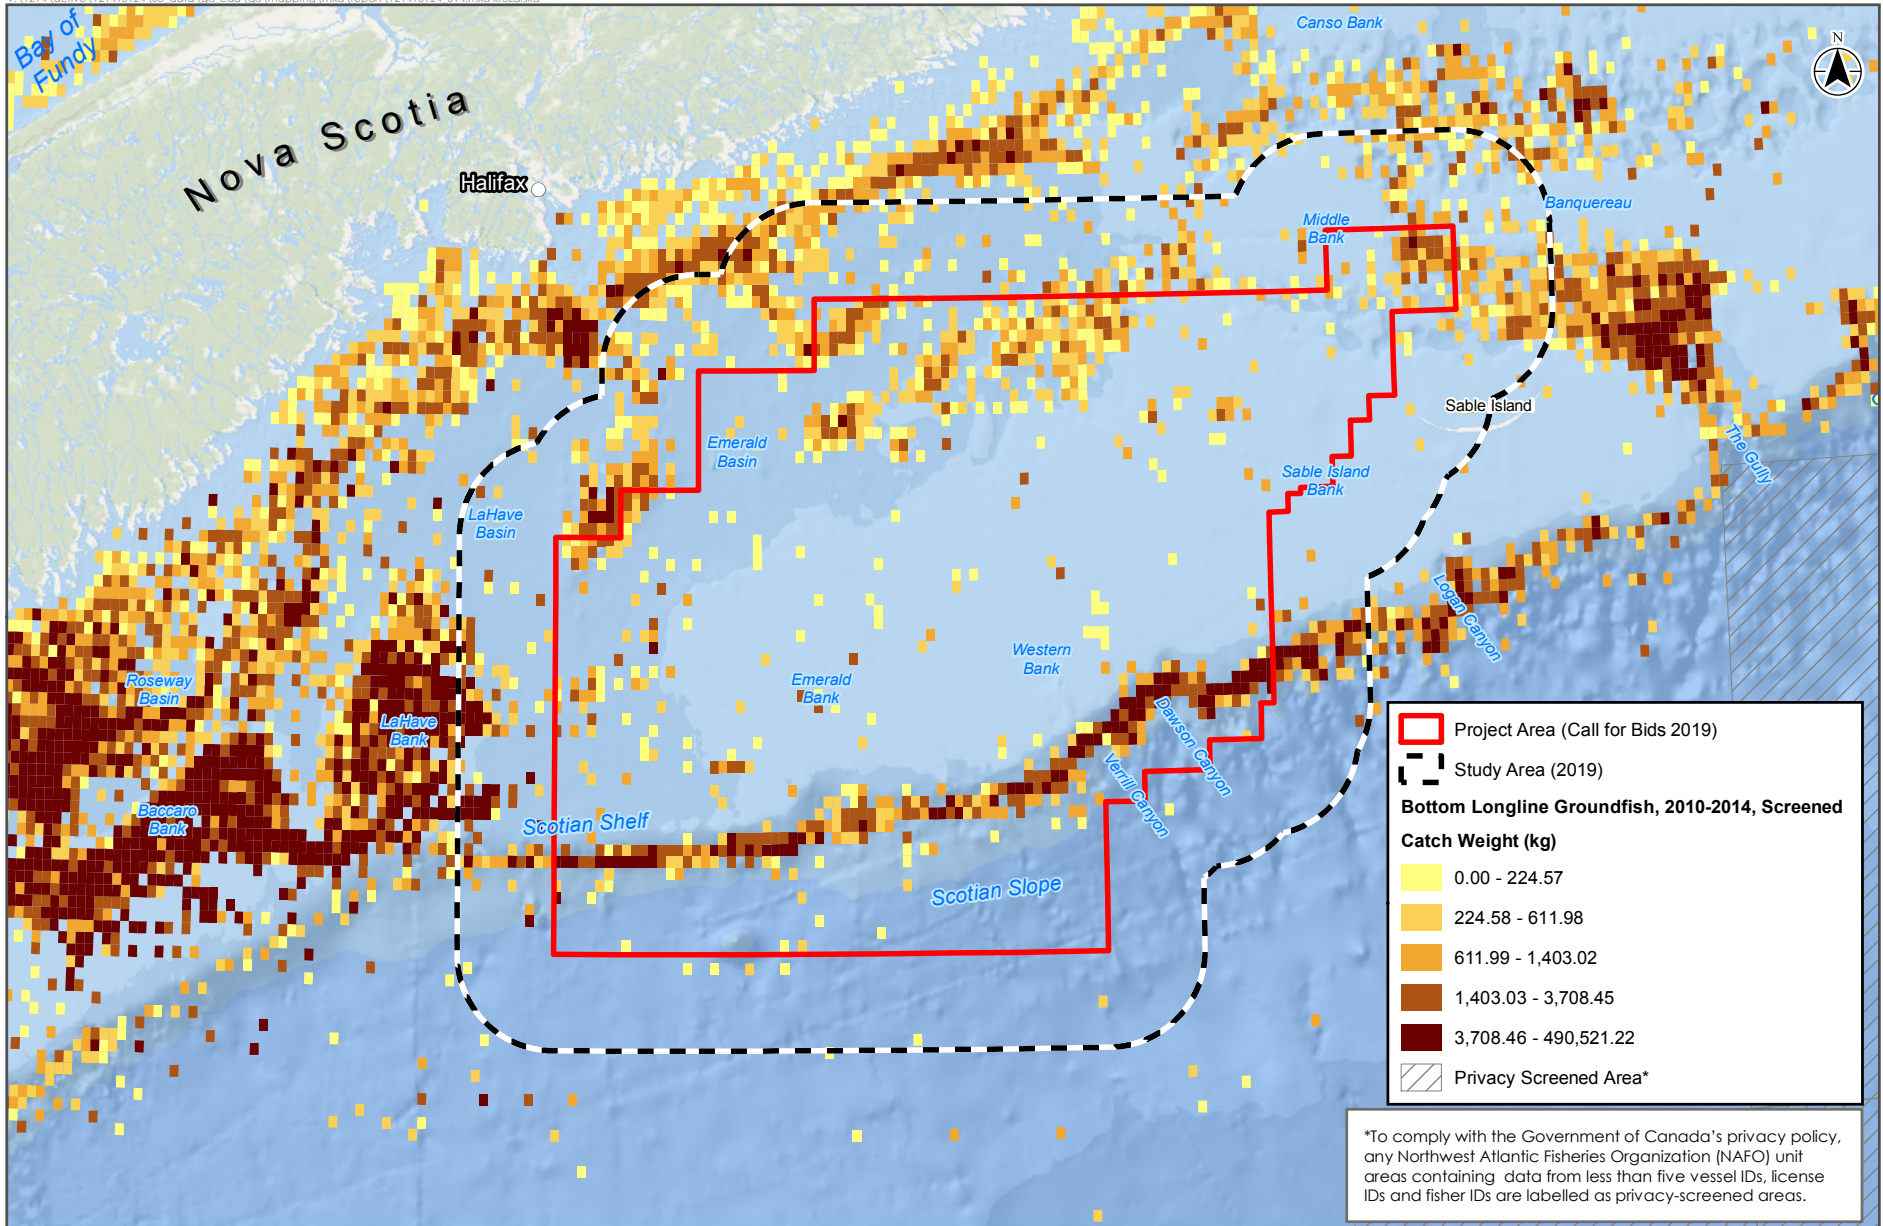 Bay of
Fundy
Canso Bank
N
Nova Scotia
Halifax
Middle
Bank
Banquereau
Sable Island
Emerald
Basin
The Gully
Sable Island
Bank
LaHave
Basin
Logan Canyon
Western
Bank
Roseway
Basin
Emerald
Bank
LaHave
Bank
Dawson Canyon
Verrill Canyon
Baccaro
Bank
Scotian Shelf
Scotian Slope
Project Area (Call for Bids 2019)
Study Area (2019)
Bottom Longline Groundfish, 2010-2014, Screened
Catch Weight (kg)
0.00 - 224.57
224.58 - 611.98
611.99 - 1,403.02
1,403.03 - 3,708.45
3,708.46 - 490,521.22
Privacy Screened Area*
*To comply with the Government of Canada's privacy policy,
any Northwest Atlantic Fisheries Organization (NAFO) unit
areas containing data from less than five vessel IDs, license
IDs and fisher IDs are labelled as privacy-screened areas.